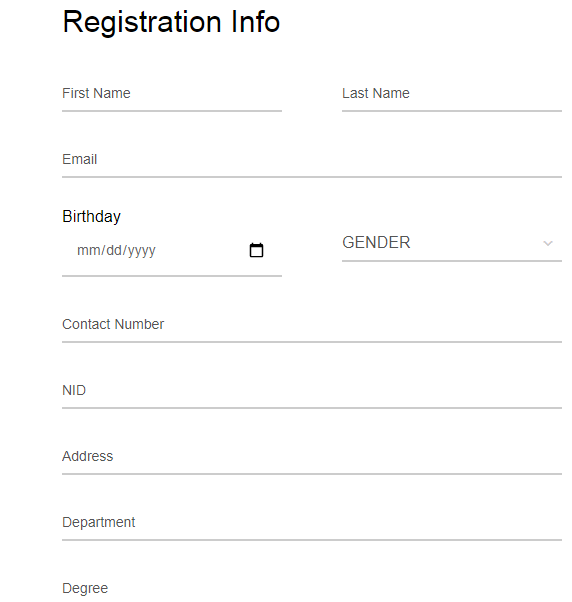 Registration Info
First Name Last Name
Email
Birthday
mm/dd/yyyy GENDER
Contact Number
NID
Address
Department
Degree